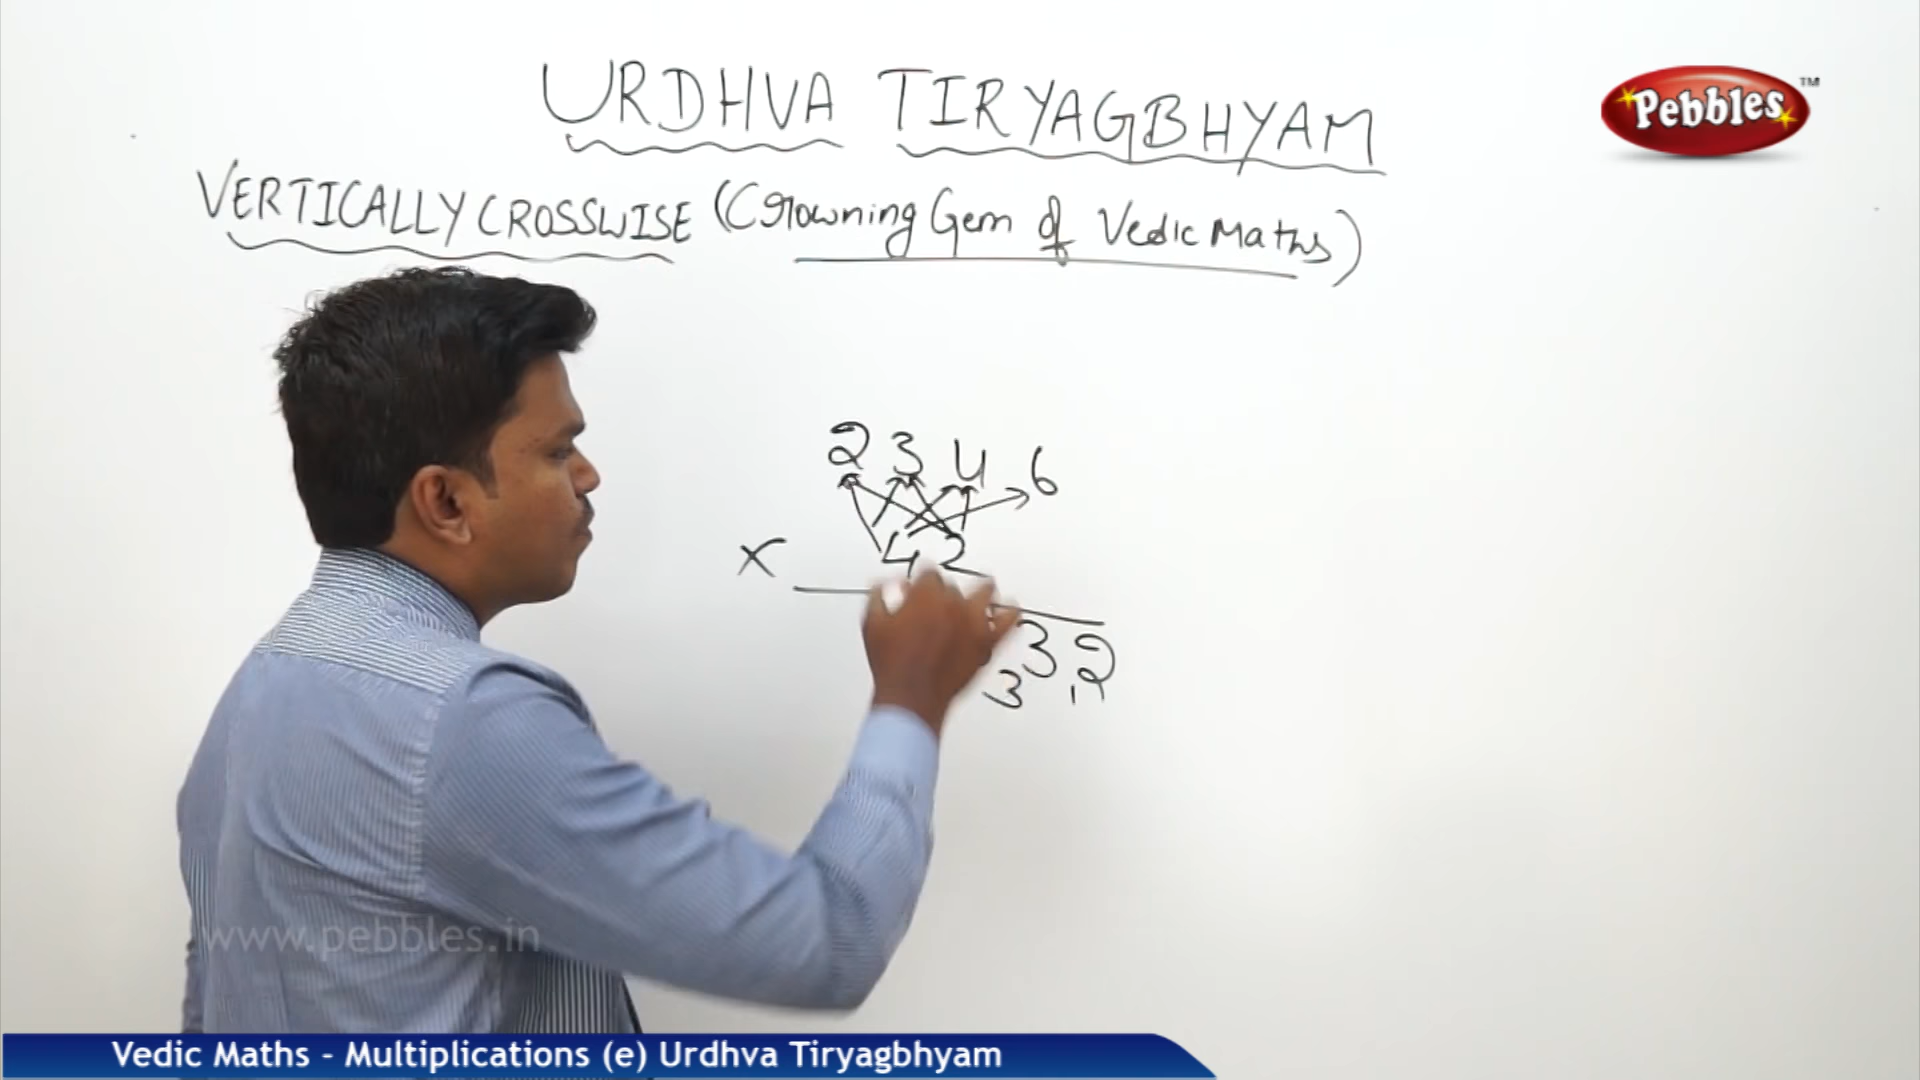 URDHVA TIRYAGBHYAM
Pebbles™
VERTICALLY CROSSWISE (Crowning Gem of Vedic Maths)
2 3 4 6
× 4 2
3 2
3 1
www.pebbles.in
Vedic Maths - Multiplications (e) Urdhva Tiryagbhyam